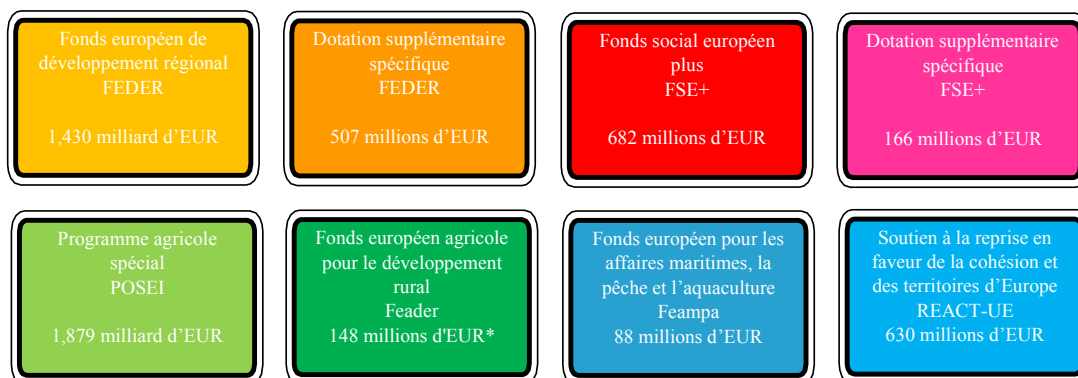 Fonds européen de
développement régional
FEDER
1,430 milliard d’EUR
Dotation supplémentaire
spécifique
FEDER
507 millions d’EUR
Fonds social européen
plus
FSE+
682 millions d’EUR
Dotation supplémentaire
spécifique
FSE+
166 millions d’EUR
Programme agricole
spécial
POSEI
1,879 milliard d’EUR
Fonds européen agricole
pour le développement
rural
Feader
148 millions d'EUR*
Fonds européen pour les
affaires maritimes, la
pêche et l’aquaculture
Feampa
88 millions d’EUR
Soutien à la reprise en
faveur de la cohésion et
des territoires d’Europe
REACT-UE
630 millions d’EUR